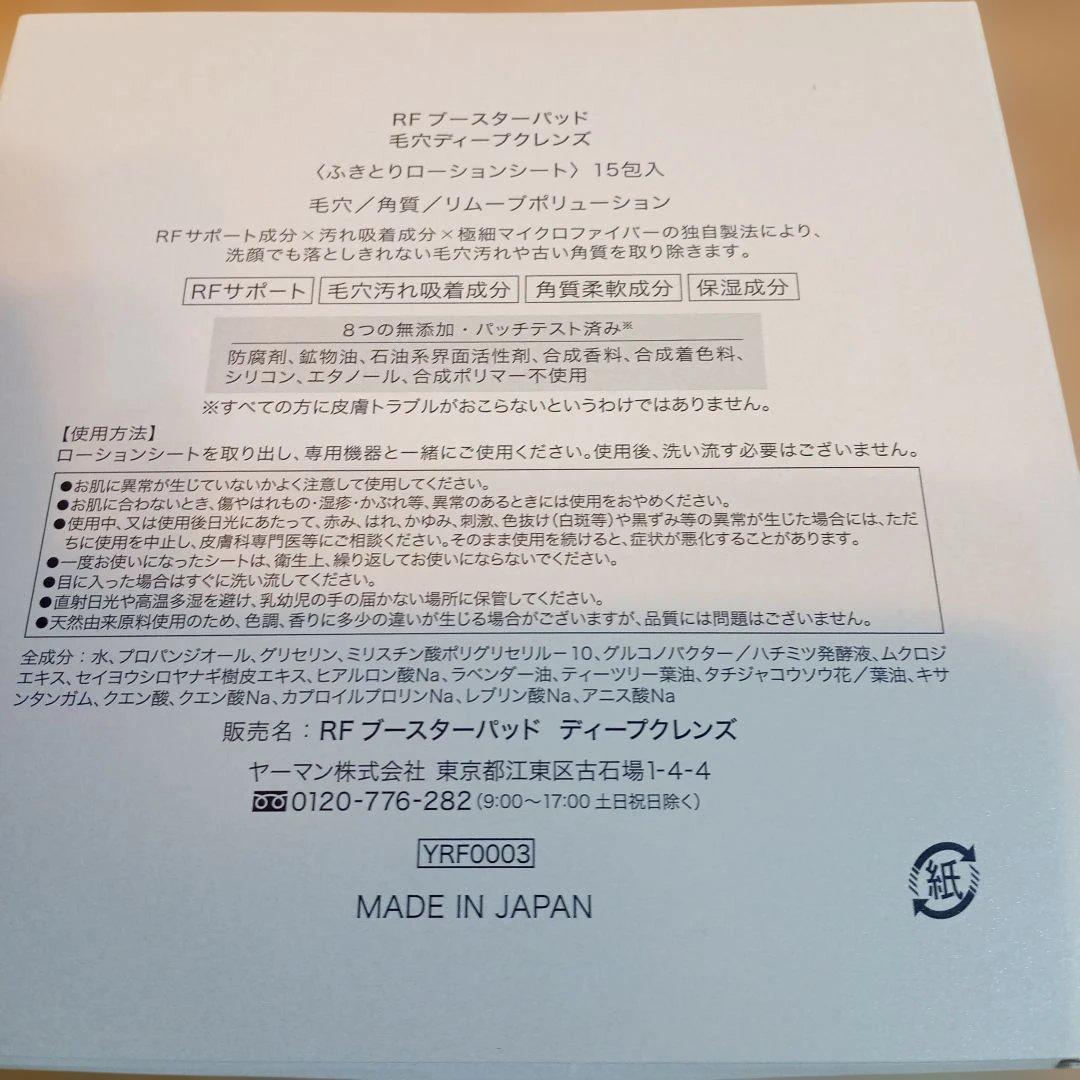 RF ブースターパッド
毛穴ディープクレンズ
〈ふきとりローションシート〉15包入
毛穴／角質／リムーブポリューション
RFサポート成分×汚れ吸着成分×極細マイクロファイバーの独自製法により、
洗顔でも落としきれない毛穴汚れや古い角質を取り除きます。
RFサポート 毛穴汚れ吸着成分 角質柔軟成分 保湿成分
8つの無添加・パッチテスト済み※
防腐剤、鉱物油、石油系界面活性剤、合成香料、合成着色料、
シリコン、エタノール、合成ポリマー不使用
※すべての方に皮膚トラブルがおこらないというわけではありません。
【使用方法】
ローションシートを取り出し、専用機器と一緒にご使用ください。使用後、洗い流す必要はございません。
●お肌に異常が生じていないかよく注意して使用してください。
●お肌に合わないとき、傷やはれもの・湿疹・かぶれ等、異常のあるときには使用をおやめください。
●使用中、又は使用後日光にあたって、赤み、はれ、かゆみ、刺激、色抜け（白斑等）や黒ずみ等の異常が生じた場合には、ただ
ちに使用を中止し、皮膚科専門医等にご相談ください。そのまま使用を続けると、症状が悪化することがあります。
●一度お使いになったシートは、衛生上、繰り返してお使いにならないでください。
●目に入った場合はすぐに洗い流してください。
●直射日光や高温多湿を避け、乳幼児の手の届かない場所に保管してください。
●天然由来原料使用のため、色調、香りに多少の違いが生じる場合がございますが、品質には問題はございません。
全成分：水、プロパンジオール、グリセリン、ミリスチン酸ポリグリセリル－10、グルコノバクター／ハチミツ発酵液、ムクロジ
エキス、セイヨウシロヤナギ樹皮エキス、ヒアルロン酸Na、ラベンダー油、ティーツリー葉油、タチジャコウソウ花／葉油、キサ
ンタンガム、クエン酸、クエン酸Na、カプロイルプロリンNa、レブリン酸Na、アニス酸Na
販売名：RF ブースターパッド ディープクレンズ
ヤーマン株式会社 東京都江東区古石場1-4-4
0120-776-282（9:00～17:00 土日祝日除く）
YRF0003
紙
MADE IN JAPAN